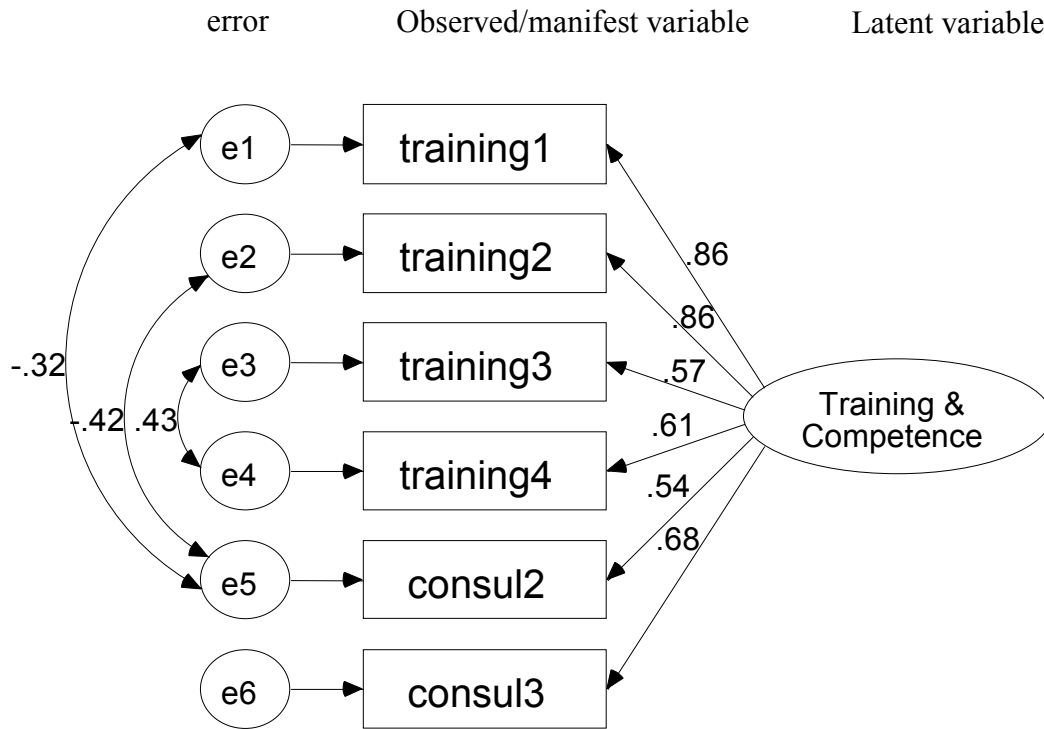 error Observed/manifest variable Latent variable
e1 training1
e2 training2
.86
.86
-.32
e3 training3
.57
-.42 .43
.61
Training &
Competence
e4 training4
.54
.68
e5 consul2
e6 consul3